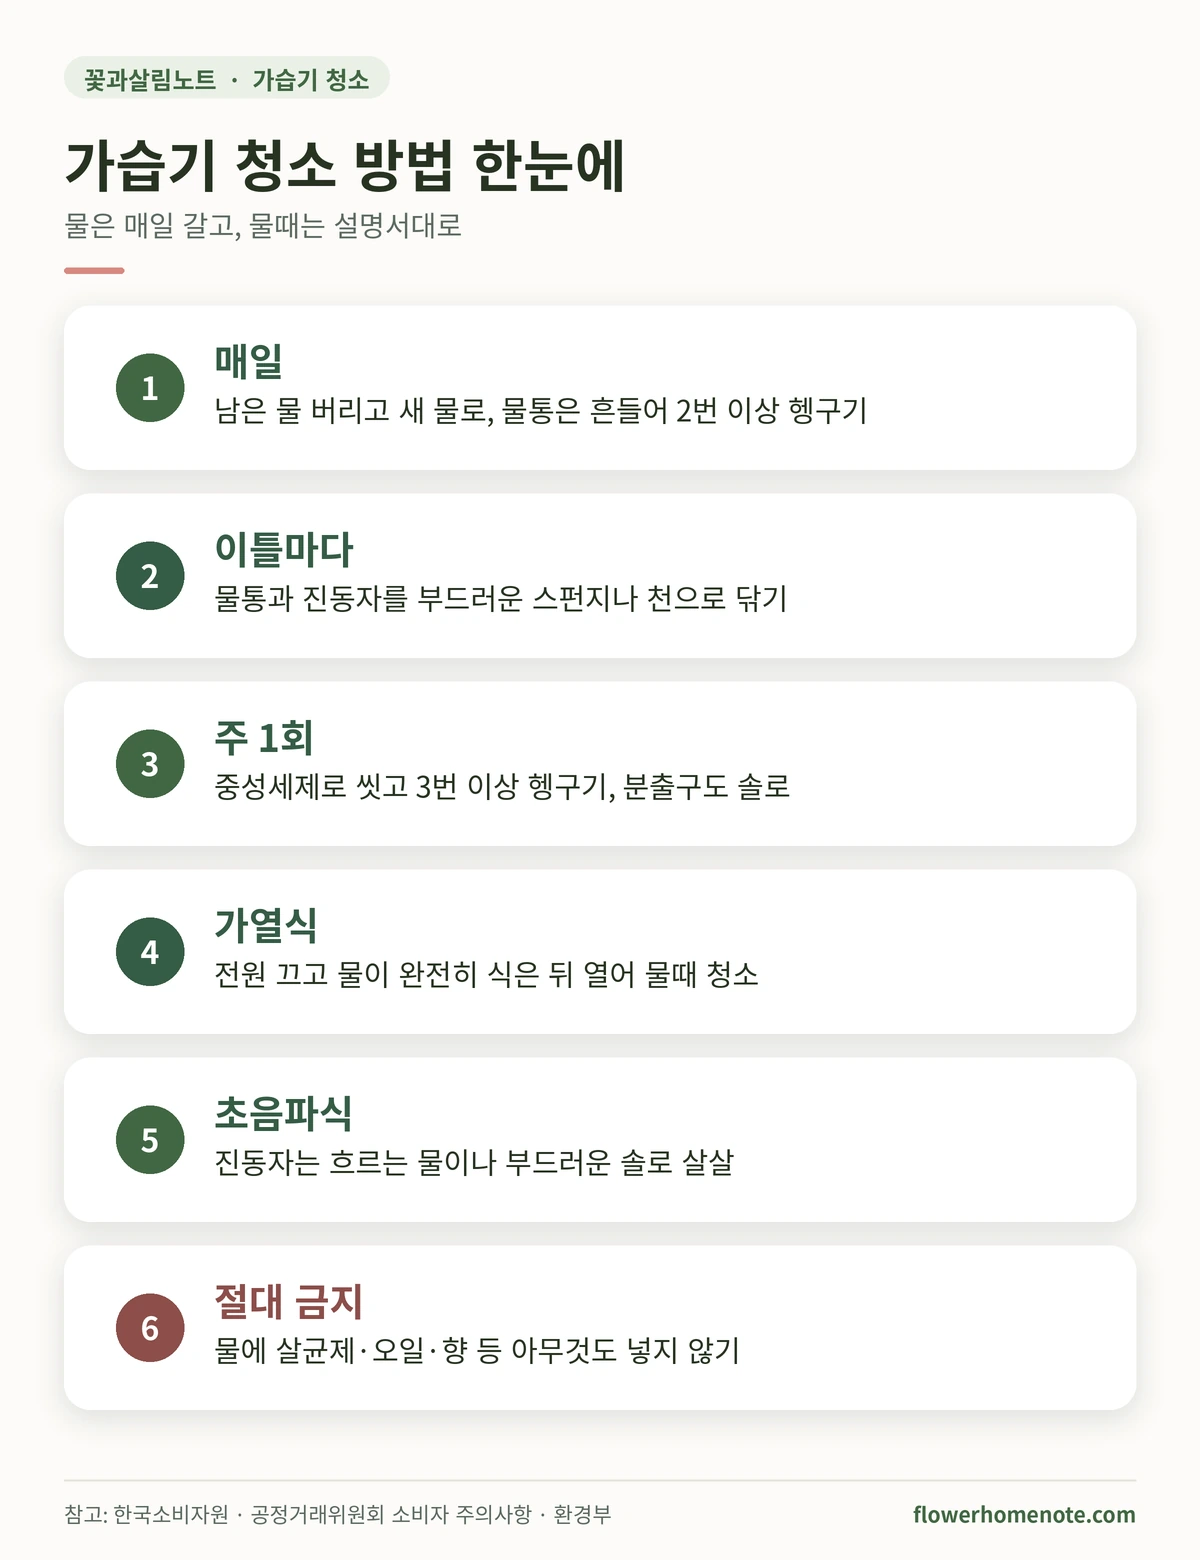 꽃과살림노트 · 가습기 청소
가습기 청소 방법 한눈에
물은 매일 갈고, 물때는 설명서대로
1
매일
남은 물 버리고 새 물로, 물통은 흔들어 2번 이상 헹구기
2
이틀마다
물통과 진동자를 부드러운 스펀지나 천으로 닦기
3
주 1회
중성세제로 씻고 3번 이상 헹구기, 분출구도 솔로
4
가열식
전원 끄고 물이 완전히 식은 뒤 열어 물때 청소
5
초음파식
진동자는 흐르는 물이나 부드러운 솔로 살살
6
절대 금지
물에 살균제·오일·향 등 아무것도 넣지 않기
참고: 한국소비자원 · 공정거래위원회 소비자 주의사항 · 환경부
flowerhomenote.com